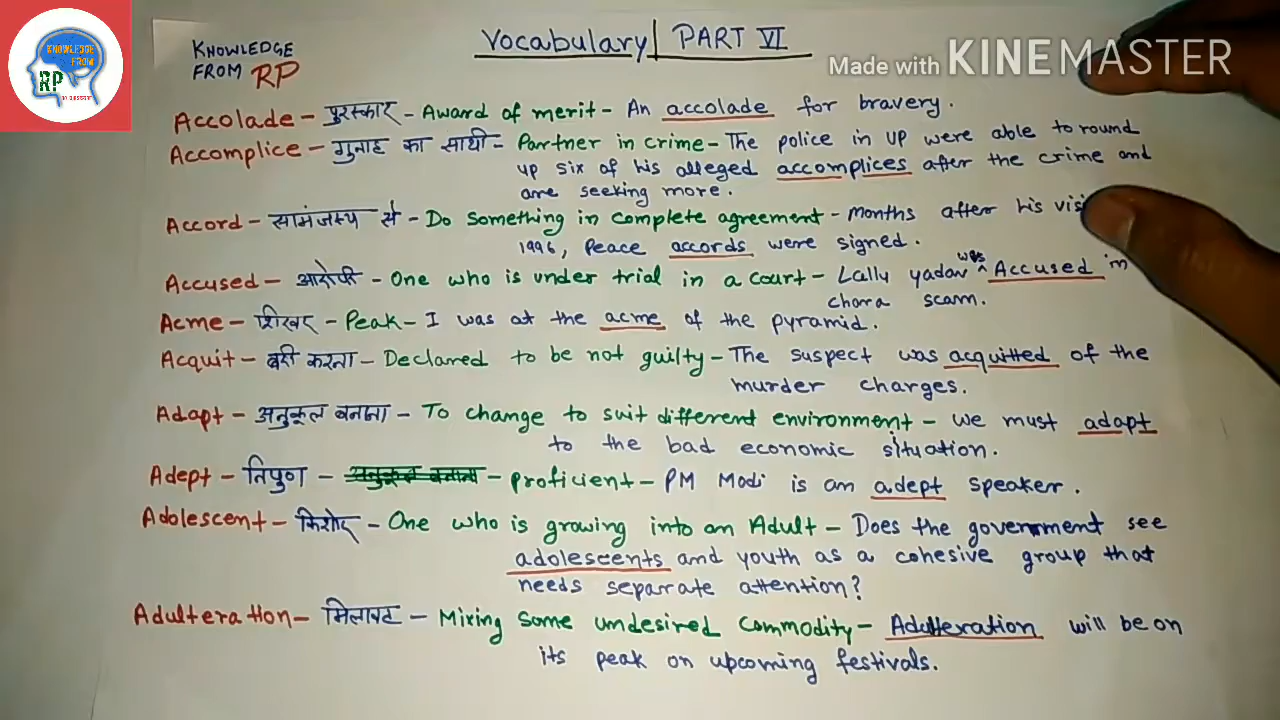 KNOWLEDGE
FROM
RP
KNOWLEDGE
FROM RP
Vocabulary | PART VI
Made with KINEMASTER
Accolade – पुरस्कार – Award of merit – An accolade for bravery.
Accomplice – गुनाह का साथी – Partner in crime – The police in UP were able to round
up six of his alleged accomplices after the crime and
are seeking more.
Accord – सामंजस्य से – Do something in complete agreement – Months after his
1996, Peace accords were signed.
Accused – आरोपी – One who is under trial in a court – Lally yadav was Accused in
chara scam.
Acme – शिखर – Peak – I was at the acme of the pyramid.
Acquit – बरी करना – Declared to be not guilty – The suspect was acquitted of the
murder charges.
Adapt – अनुकूल बनाना – To change to suit different environment – we must adapt
to the bad economic situation.
Adept – निपुण – अनुकूल बनाना – proficient – PM Modi is an adept speaker.
Adolescent – किशोर – One who is growing into an Adult – Does the government see
adolescents and youth as a cohesive group that
needs separate attention?
Adulteration – मिलावट – Mixing some undesired commodity – Adulteration will be on
its peak on upcoming festivals.